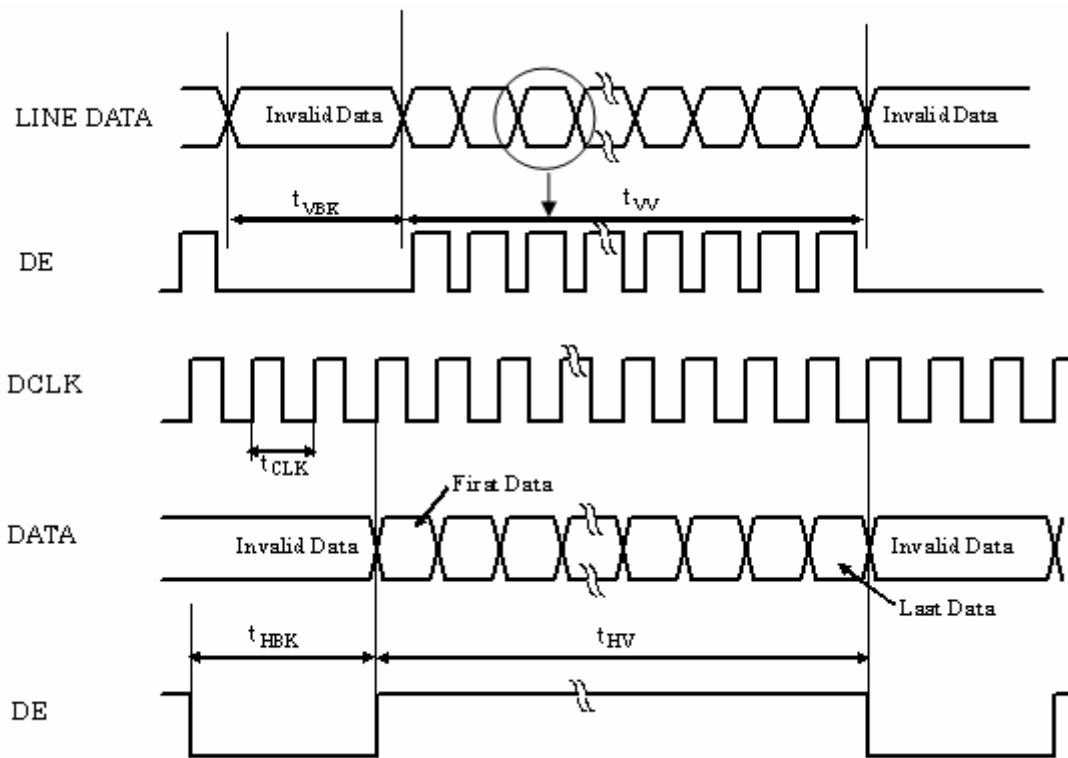 LINE DATA
Invalid Data
Invalid Data
tVBK
tVV
DE
DCLK
tCLK
First Data
DATA
Invalid Data
Invalid Data
Last Data
tHBK
tHV
DE